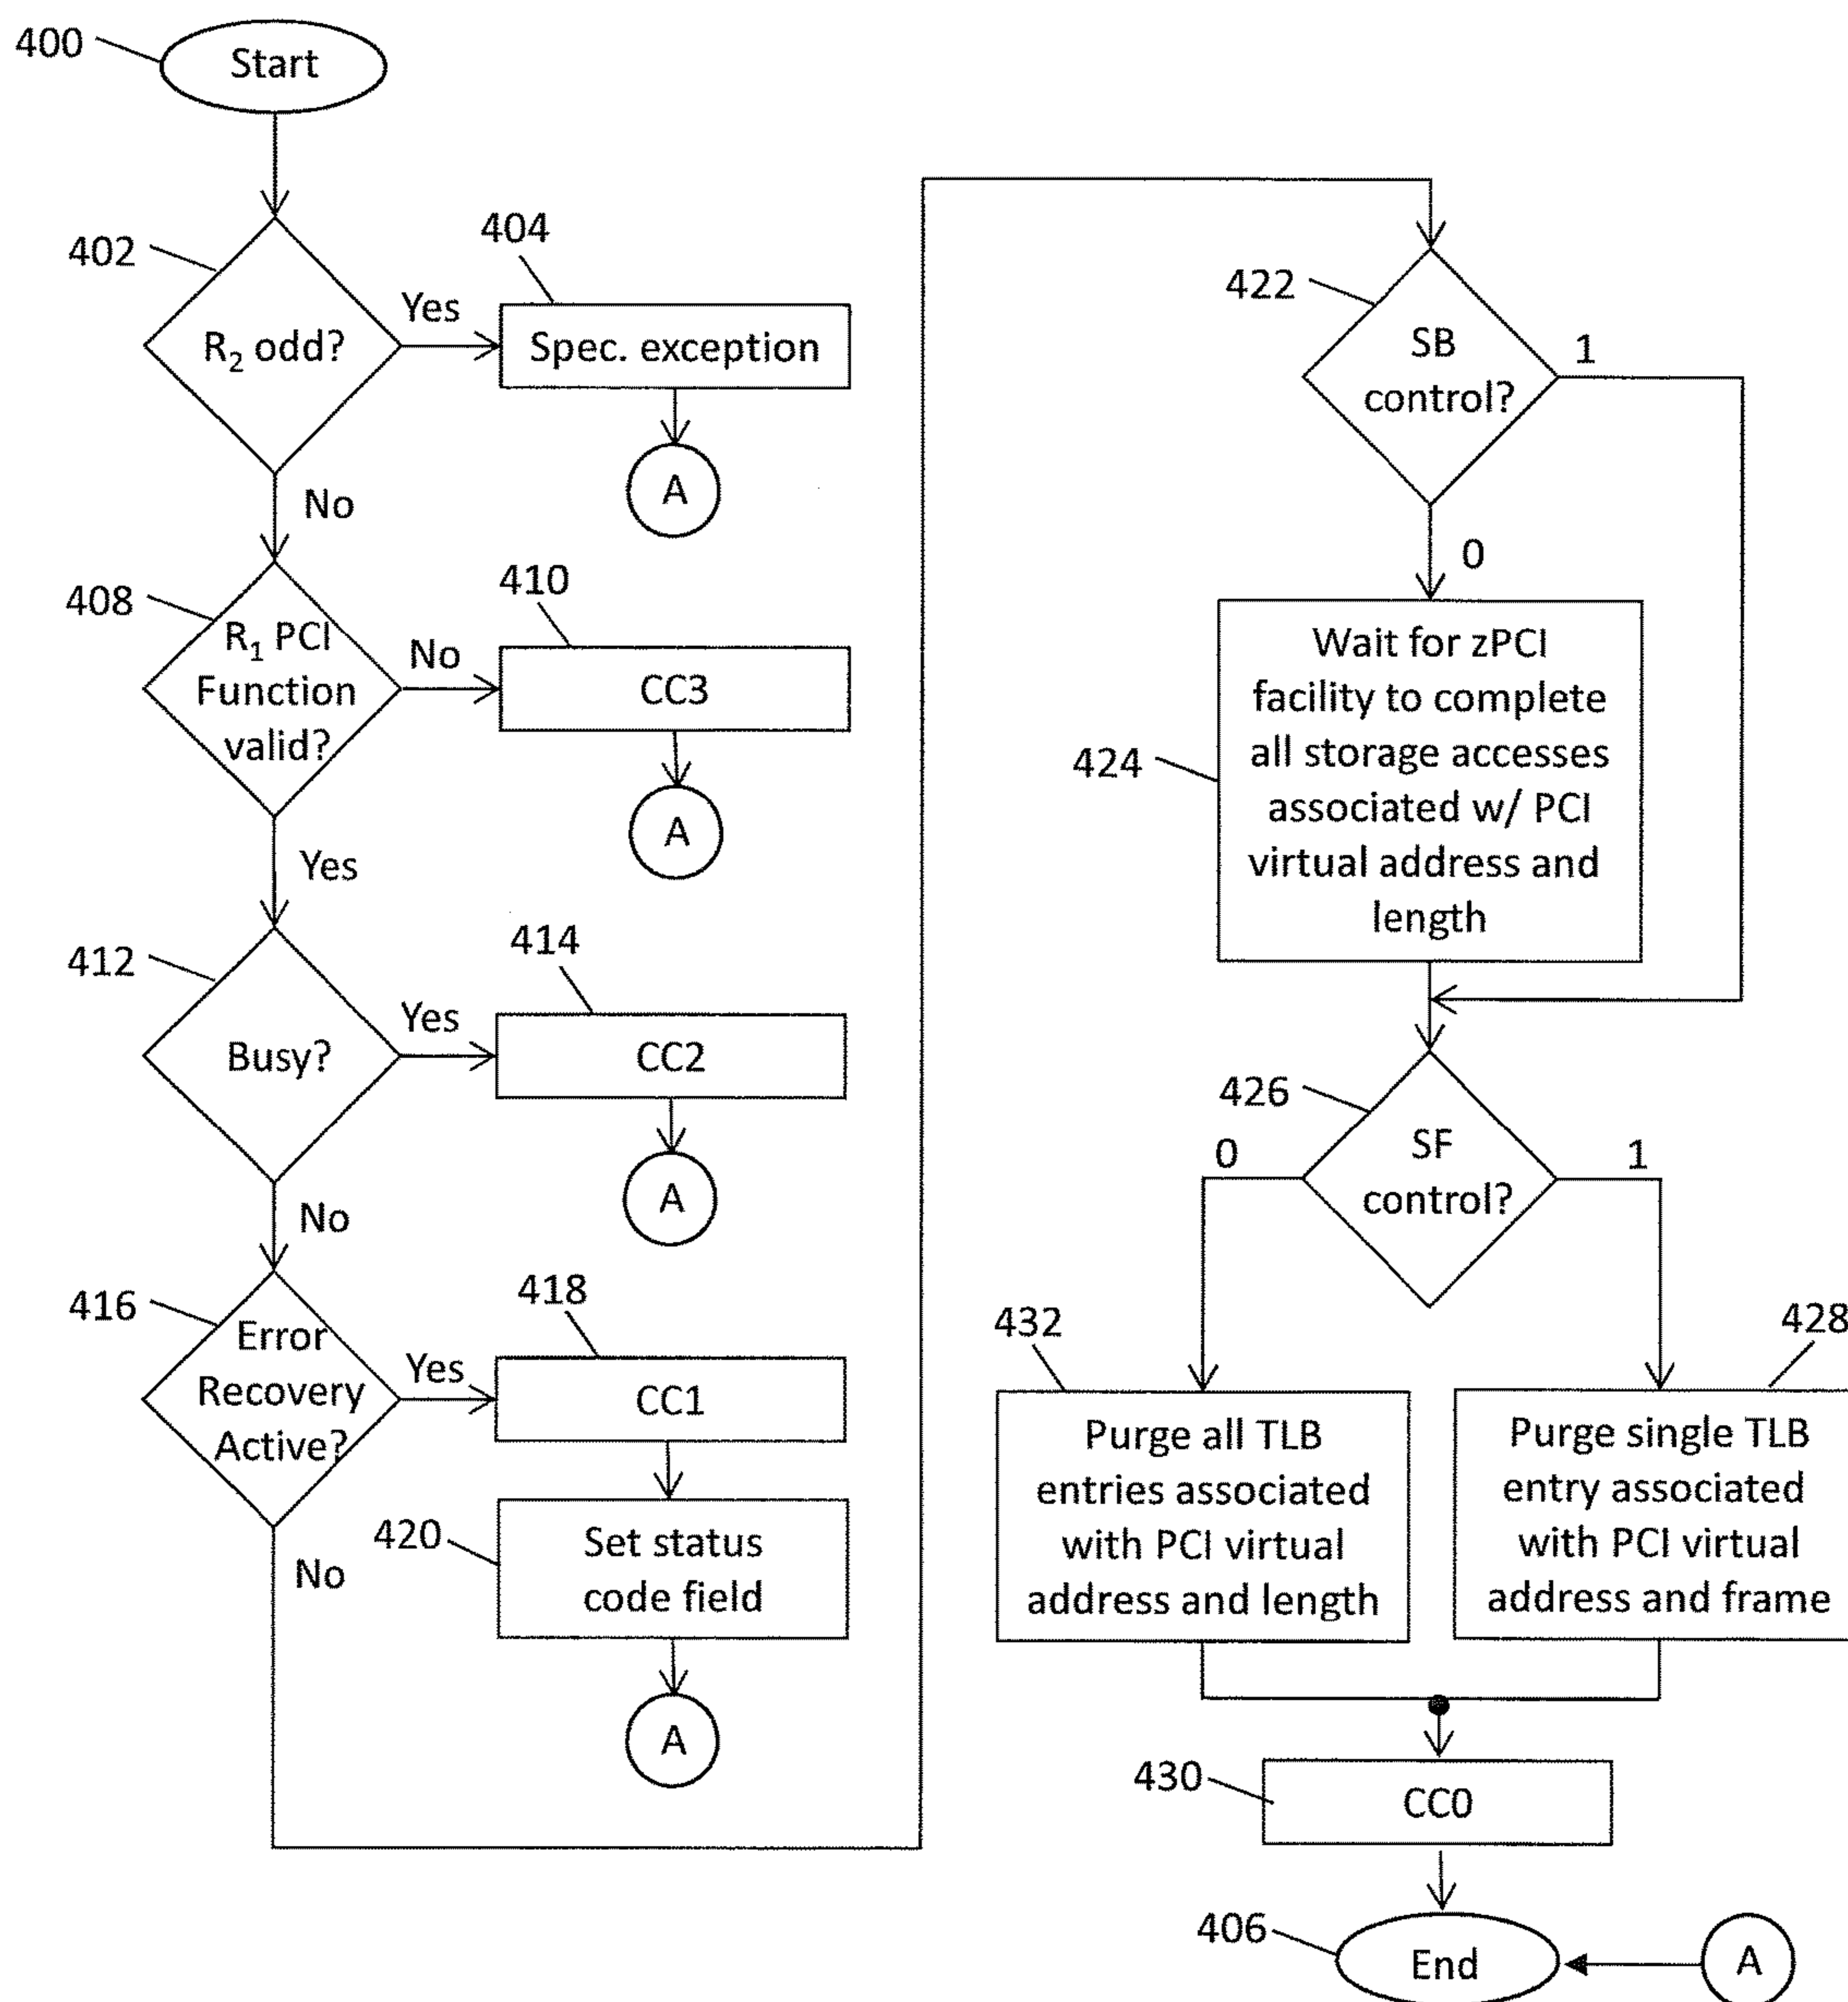 400
Start
402
R₂ odd?
Yes
404
Spec. exception
A
No
408
R₁ PCI
Function
valid?
No
410
CC3
A
Yes
412
Busy?
Yes
414
CC2
A
No
416
Error
Recovery
Active?
Yes
418
CC1
420
Set status
code field
A
No
422
SB
control?
1
0
424
Wait for zPCI
facility to complete
all storage accesses
associated w/ PCI
virtual address and
length
426
SF
control?
0
1
432
Purge all TLB
entries associated
with PCI virtual
address and length
428
Purge single TLB
entry associated
with PCI virtual
address and frame
430
CC0
406
End
A